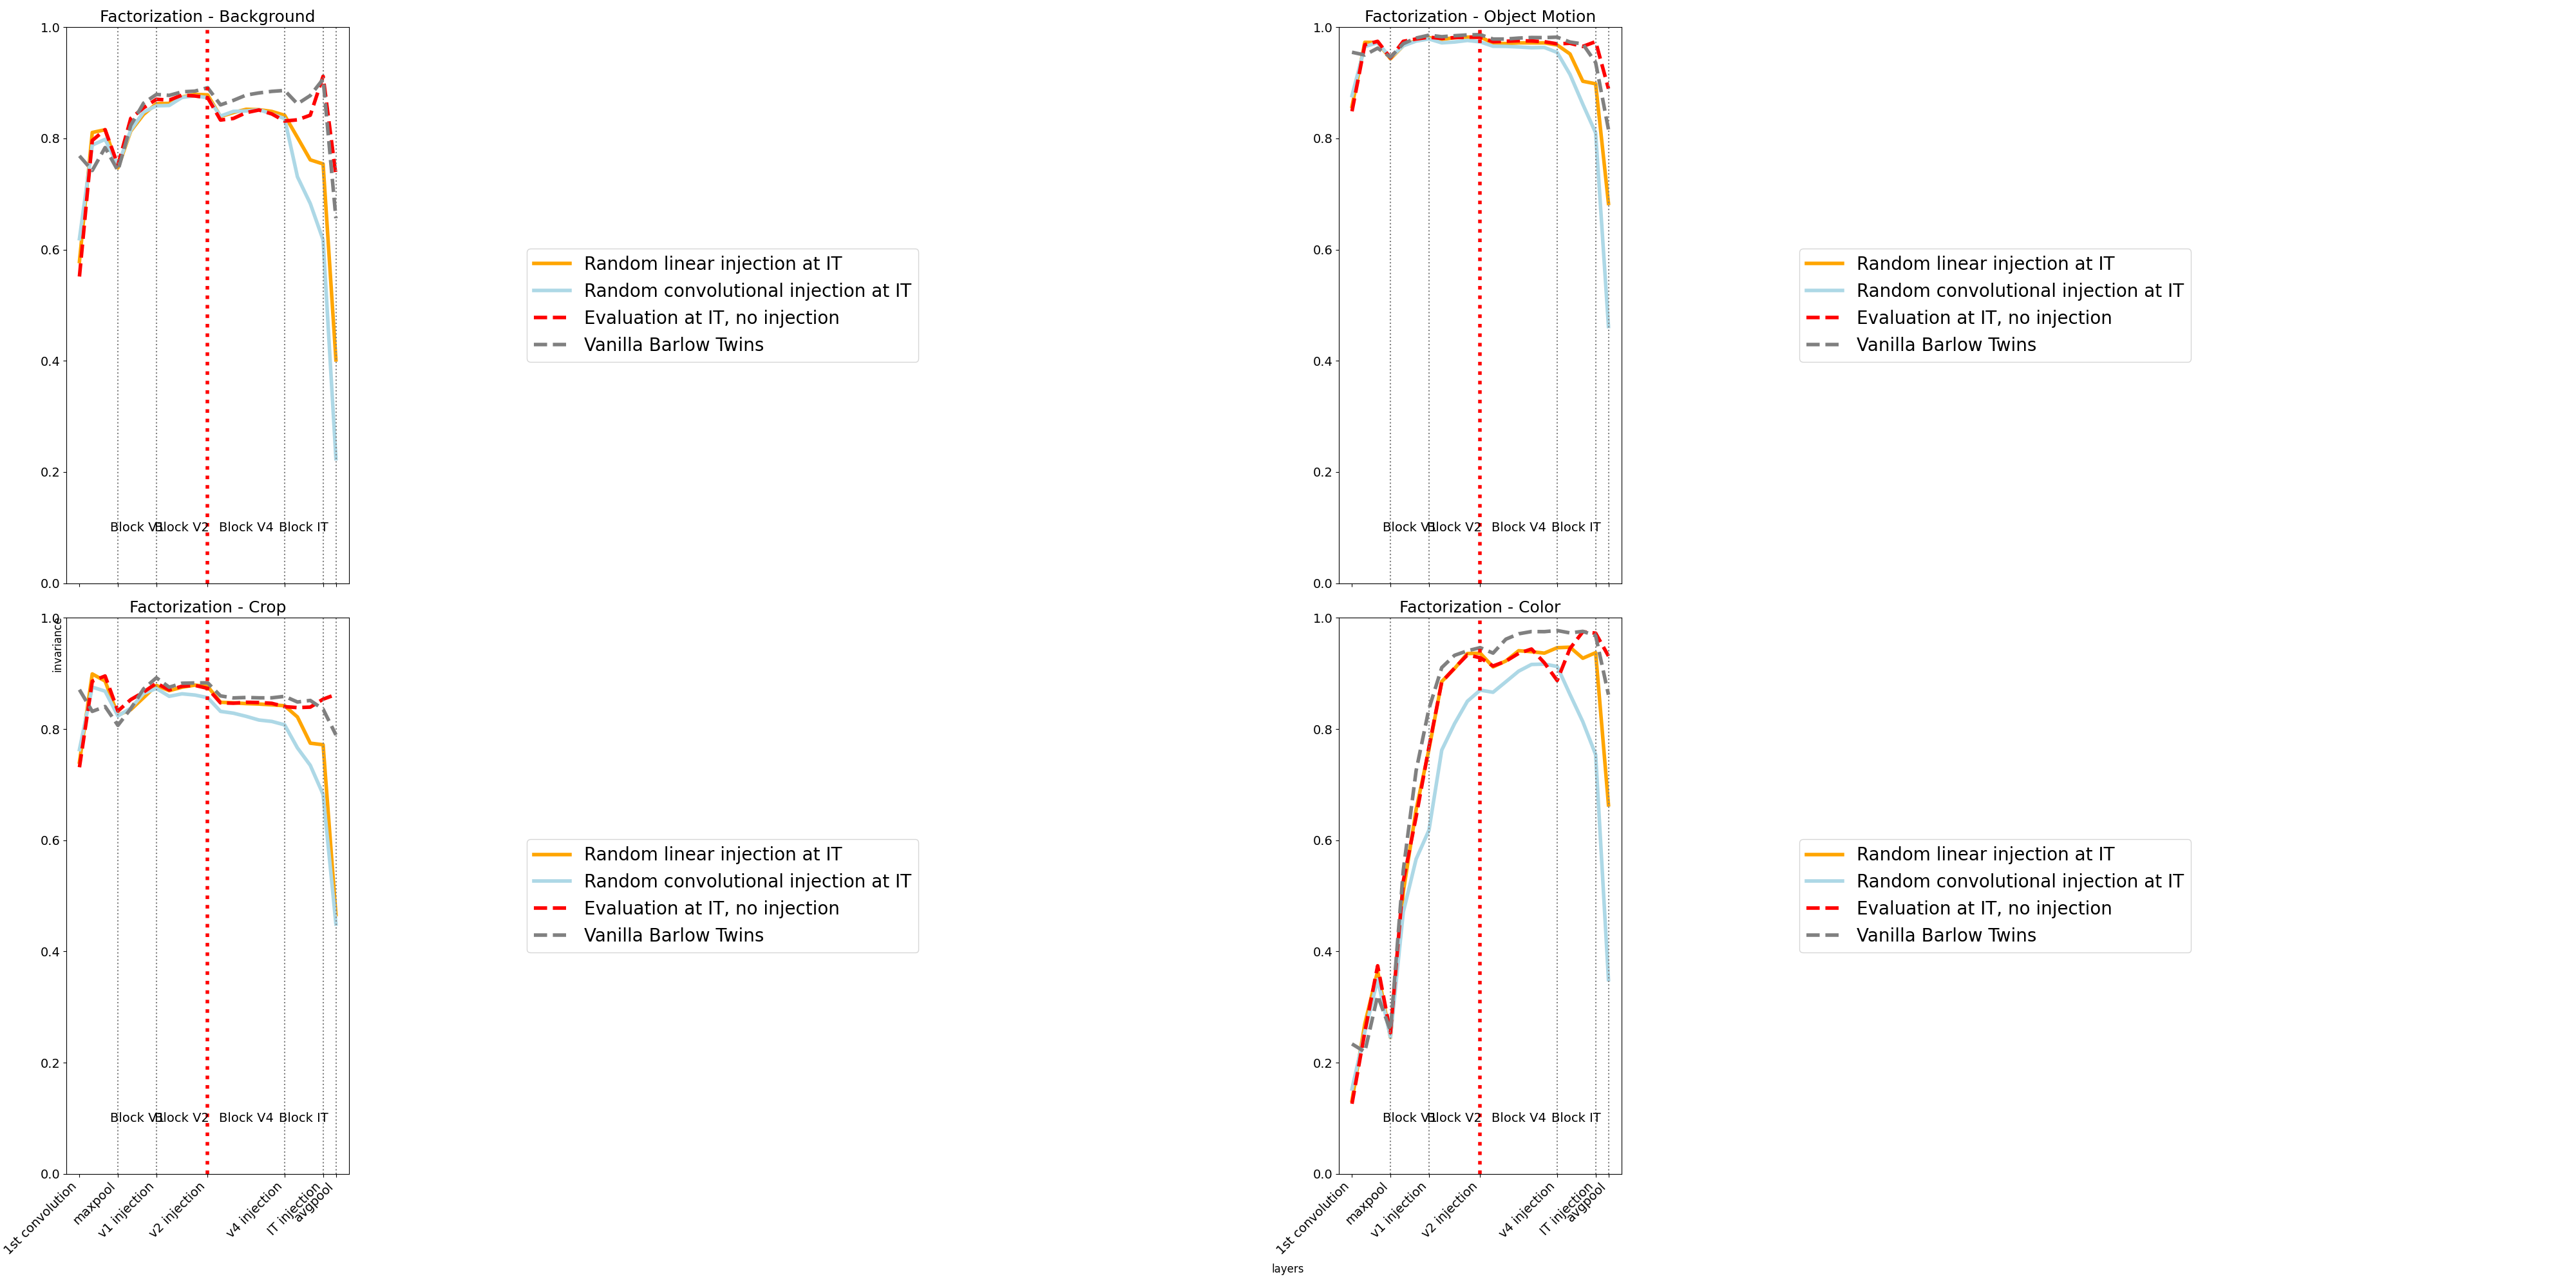 Factorization - Background
1.0
0.8
0.6
0.4
0.2
0.0
Block V1
Block V2
Block V4
Block IT
Random linear injection at IT
Random convolutional injection at IT
Evaluation at IT, no injection
Vanilla Barlow Twins
Factorization - Object Motion
1.0
0.8
0.6
0.4
0.2
0.0
Block V1
Block V2
Block V4
Block IT
Random linear injection at IT
Random convolutional injection at IT
Evaluation at IT, no injection
Vanilla Barlow Twins
Factorization - Crop
invariance
1.0
0.8
0.6
0.4
0.2
0.0
Block V1
Block V2
Block V4
Block IT
1st convolution
maxpool
v1 injection
v2 injection
v4 injection
IT injection
avgpool
Random linear injection at IT
Random convolutional injection at IT
Evaluation at IT, no injection
Vanilla Barlow Twins
Factorization - Color
1.0
0.8
0.6
0.4
0.2
0.0
Block V1
Block V2
Block V4
Block IT
1st convolution
maxpool
v1 injection
v2 injection
v4 injection
IT injection
avgpool
Random linear injection at IT
Random convolutional injection at IT
Evaluation at IT, no injection
Vanilla Barlow Twins
layers